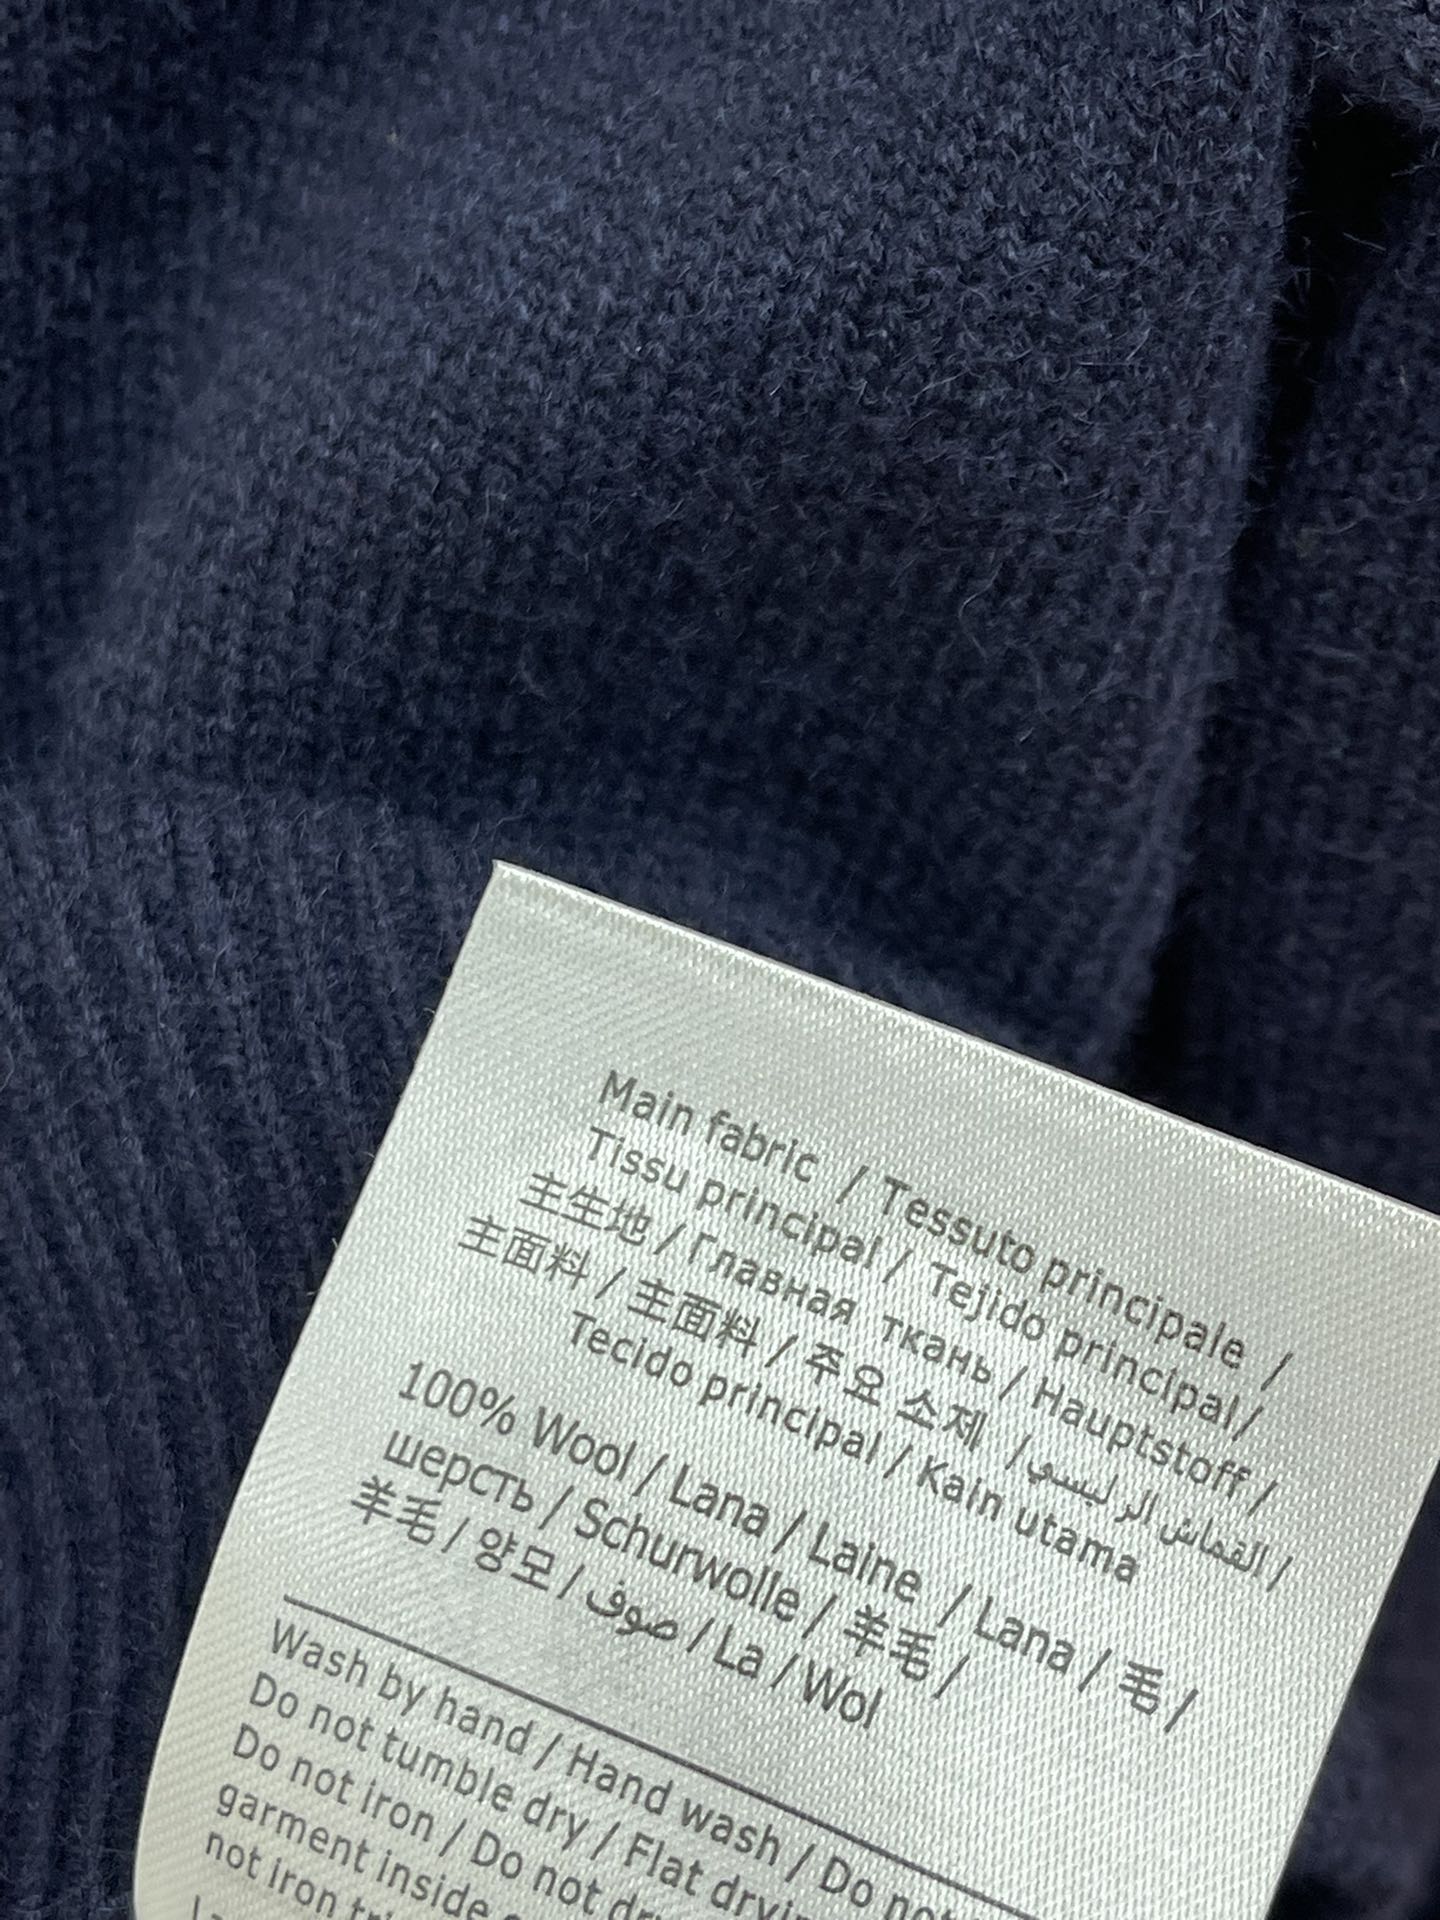 Main fabric / Tessuto principale /
Tissu principal / Tejido principal /
主生地 / Главная ткань / Hauptstoff /
主面料 / 主面料 / 주요 소제 / القماش الرئيسي /
Tecido principal / Kain utama
100% Wool / Lana / Laine / Lana / 毛 /
шерсть / Schurwolle / 羊毛 /
羊毛 / 양모 / صوف / La / Wol
Wash by hand / Hand wash / Do not
Do not tumble dry / Flat
Do not iron / Do not
garment inside
not iron